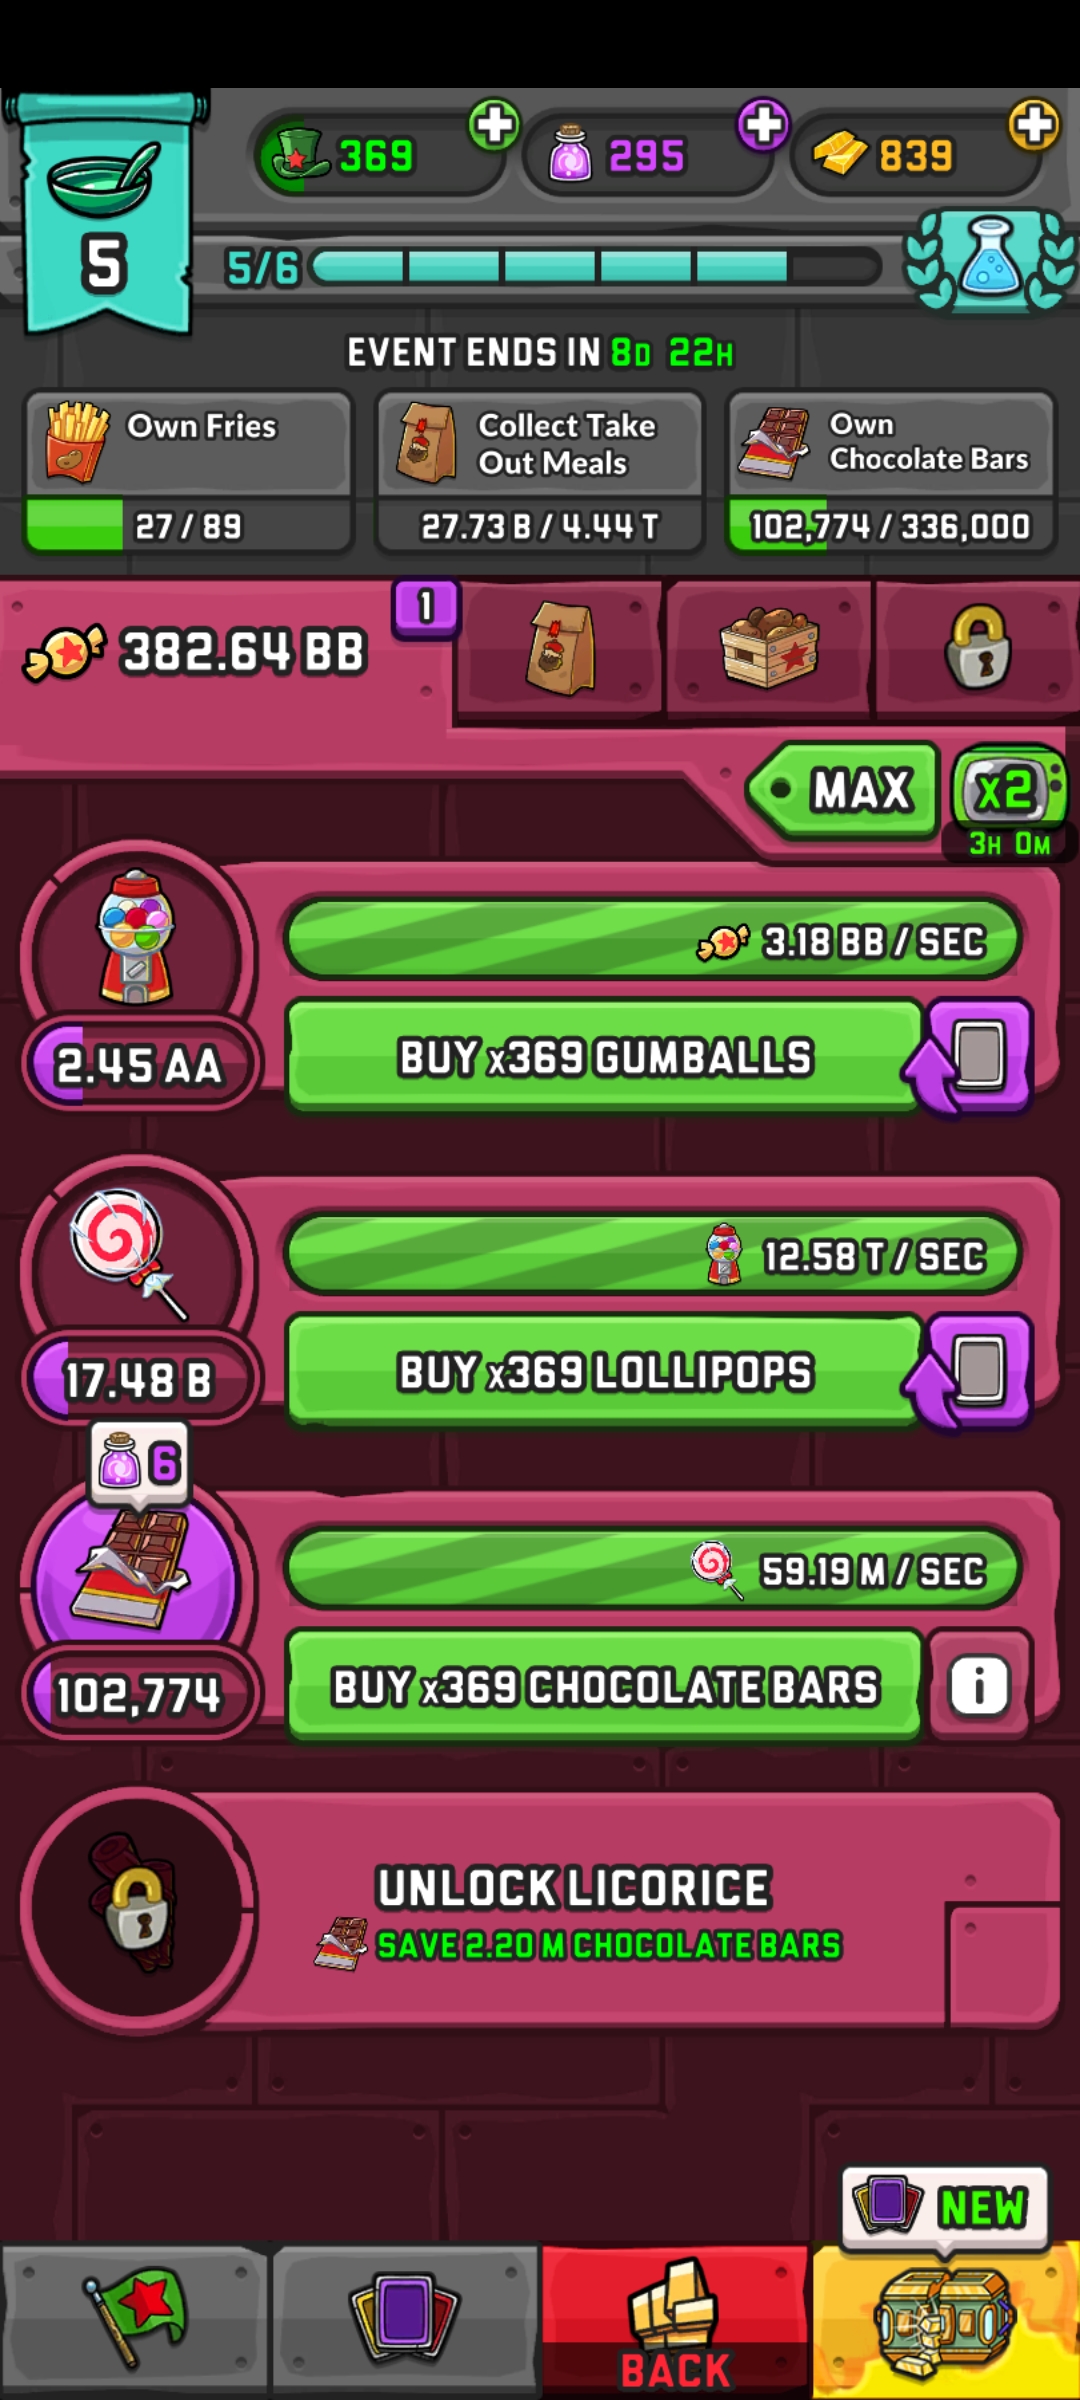 369
295
839
5
5/6
EVENT ENDS IN 8D 22H
Own Fries
27 / 89
Collect Take
Out Meals
27.73 B / 4.44 T
Own
Chocolate Bars
102,774 / 336,000
382.64 BB
1
MAX
x2
3H 0M
3.18 BB / SEC
2.45 AA
BUY x369 GUMBALLS
12.58 T / SEC
17.48 B
BUY x369 LOLLIPOPS
6
59.19 M / SEC
102,774
BUY x369 CHOCOLATE BARS
i
UNLOCK LICORICE
SAVE 2.20 M CHOCOLATE BARS
NEW
BACK